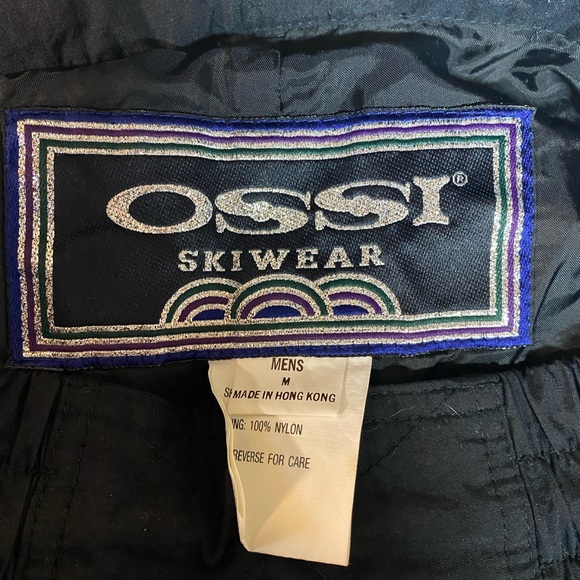 OSSI®
SKIWEAR
MENS
M
MADE IN HONG KONG
: 100% NYLON
REVERSE FOR CARE